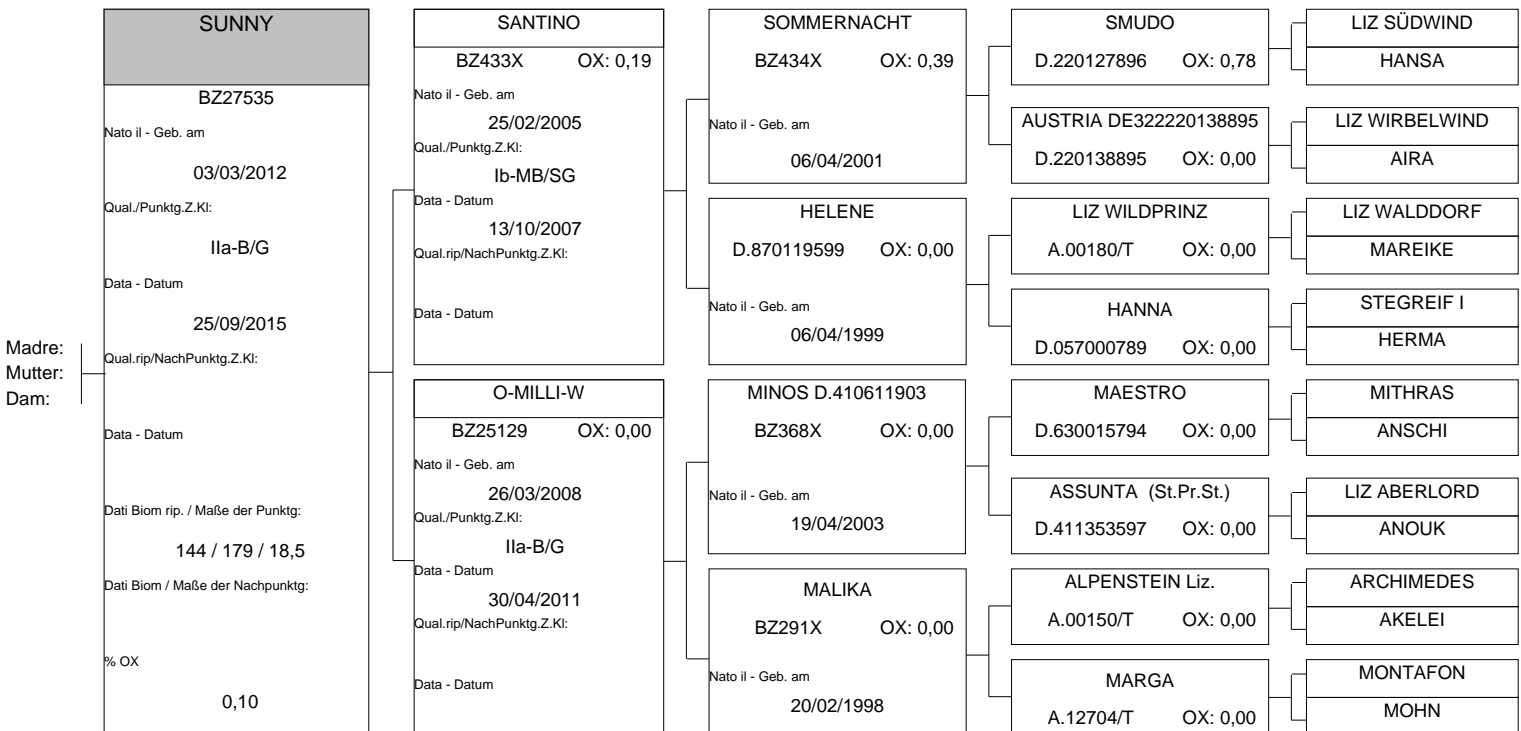 Madre:
Mutter:
Dam:
SUNNY
BZ27535
Nato il - Geb. am
03/03/2012
Qual./Punktg.Z.Kl:
IIa-B/G
Data - Datum
25/09/2015
Qual.rip/NachPunktg.Z.Kl:
Data - Datum
Dati Biom rip. / Maße der Punktg:
144 / 179 / 18,5
Dati Biom / Maße der Nachpunktg:
% OX
0,10
SANTINO
BZ433X OX: 0,19
Nato il - Geb. am
25/02/2005
Qual./Punktg.Z.Kl:
Ib-MB/SG
Data - Datum
13/10/2007
Qual.rip/NachPunktg.Z.Kl:
Data - Datum
O-MILLI-W
BZ25129 OX: 0,00
Nato il - Geb. am
26/03/2008
Qual./Punktg.Z.Kl:
IIa-B/G
Data - Datum
30/04/2011
Qual.rip/NachPunktg.Z.Kl:
Data - Datum
SOMMERNACHT
BZ434X OX: 0,39
Nato il - Geb. am
06/04/2001
HELENE
D.870119599 OX: 0,00
Nato il - Geb. am
06/04/1999
MINOS D.410611903
BZ368X OX: 0,00
Nato il - Geb. am
19/04/2003
MALIKA
BZ291X OX: 0,00
Nato il - Geb. am
20/02/1998
SMUDO
D.220127896 OX: 0,78
AUSTRIA DE322220138895
D.220138895 OX: 0,00
LIZ WILDPRINZ
A.00180/T OX: 0,00
HANNA
D.057000789 OX: 0,00
MAESTRO
D.630015794 OX: 0,00
ASSUNTA (St.Pr.St.)
D.411353597 OX: 0,00
ALPENSTEIN Liz.
A.00150/T OX: 0,00
MARGA
A.12704/T OX: 0,00
LIZ SÜDWIND
HANSA
LIZ WIRBELWIND
AIRA
LIZ WALDDORF
MAREIKE
STEGREIF I
HERMA
MITHRAS
ANSCHI
LIZ ABERLORD
ANOUK
ARCHIMEDES
AKELEI
MONTAFON
MOHN